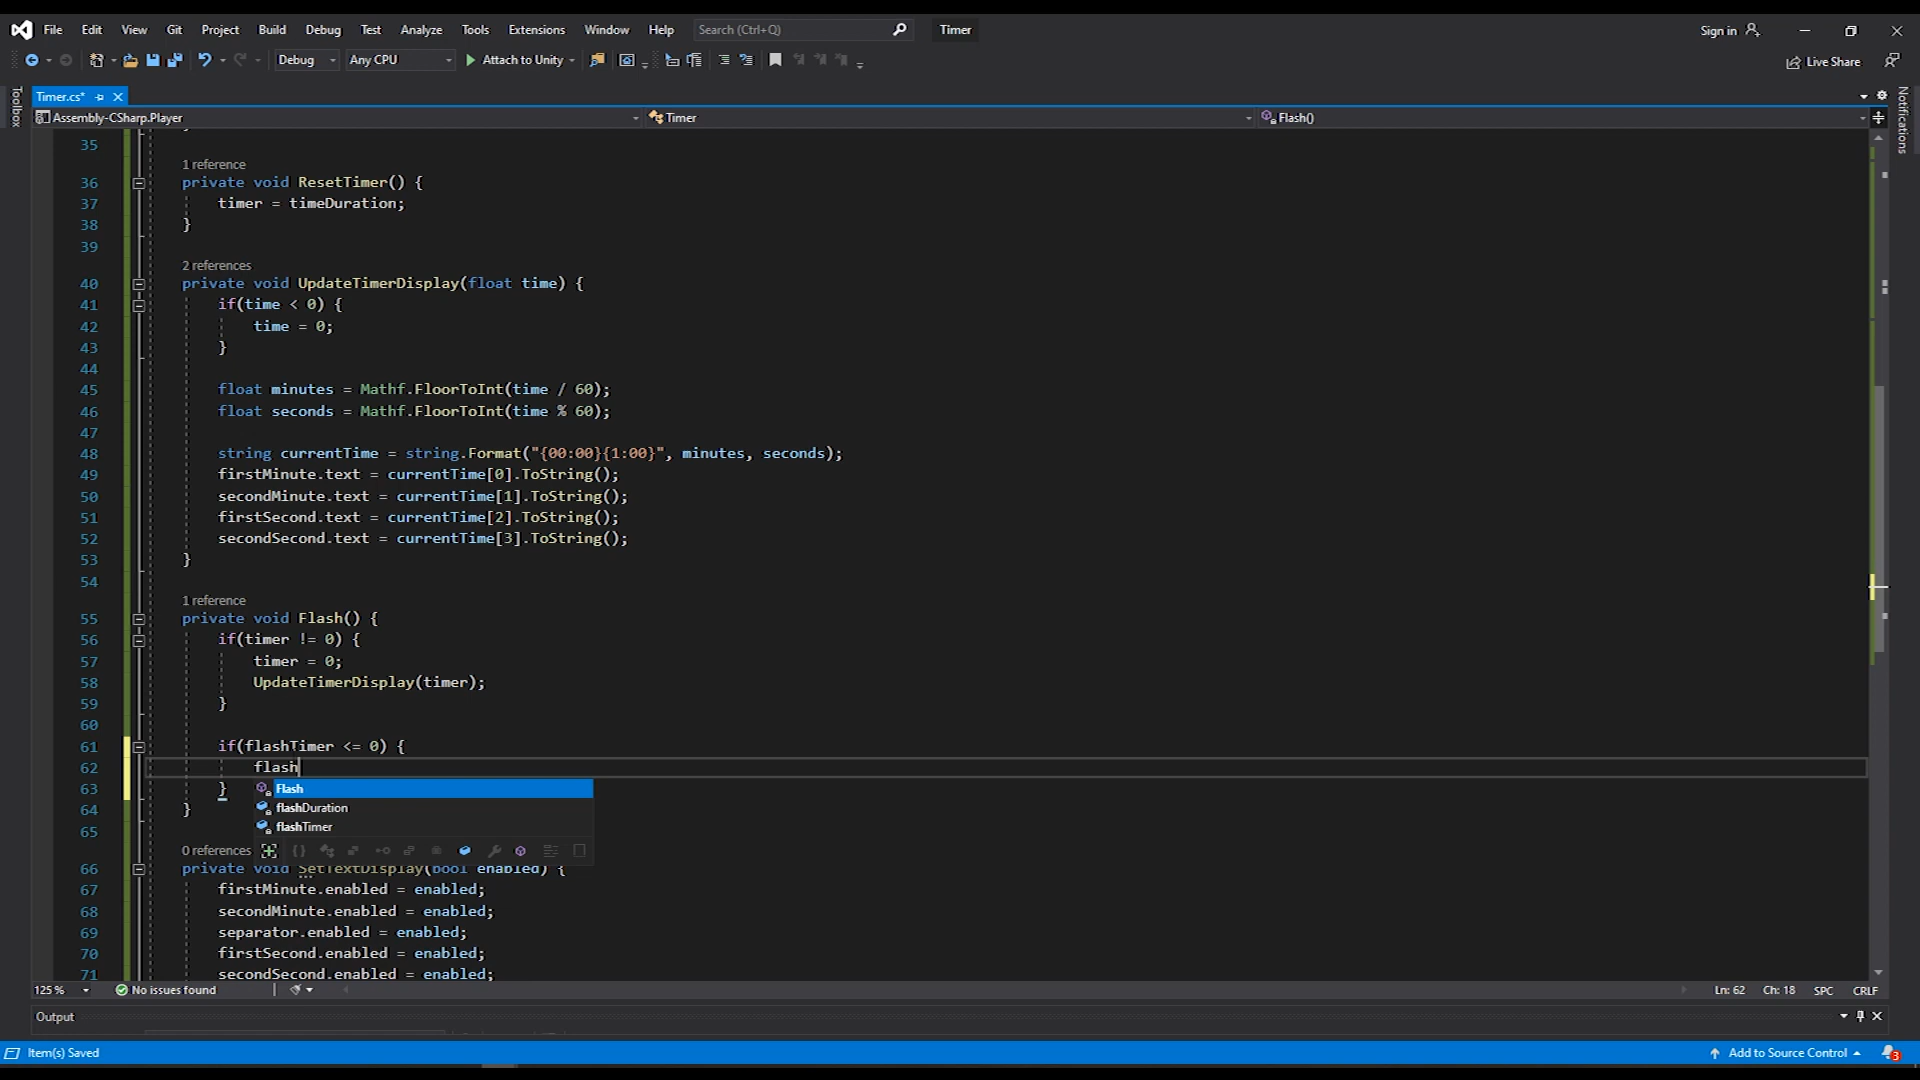 File Edit View Git Project Build Debug Test Analyze Tools Extensions Window Help Search (Ctrl+Q) Timer Sign in
Debug Any CPU Attach to Unity Live Share
Toolbox
Notifications
Timer.cs*
Assembly-CSharp.Player Timer Flash()
35
1 reference
36 private void ResetTimer() {
37 timer = timeDuration;
38 }
39
2 references
40 private void UpdateTimerDisplay(float time) {
41 if(time < 0) {
42 time = 0;
43 }
44
45 float minutes = Mathf.FloorToInt(time / 60);
46 float seconds = Mathf.FloorToInt(time % 60);
47
48 string currentTime = string.Format("{00:00}{1:00}", minutes, seconds);
49 firstMinute.text = currentTime[0].ToString();
50 secondMinute.text = currentTime[1].ToString();
51 firstSecond.text = currentTime[2].ToString();
52 secondSecond.text = currentTime[3].ToString();
53 }
54
1 reference
55 private void Flash() {
56 if(timer != 0) {
57 timer = 0;
58 UpdateTimerDisplay(timer);
59 }
60
61 if(flashTimer <= 0) {
62 flash
63 } Flash
64 } flashDuration
65 flashTimer
0 references
66 private void SetTextDisplay(bool enabled) {
67 firstMinute.enabled = enabled;
68 secondMinute.enabled = enabled;
69 separator.enabled = enabled;
70 firstSecond.enabled = enabled;
71 secondSecond.enabled = enabled;
125 % No issues found Ln: 62 Ch: 18 SPC CRLF
Output
Item(s) Saved Add to Source Control 3